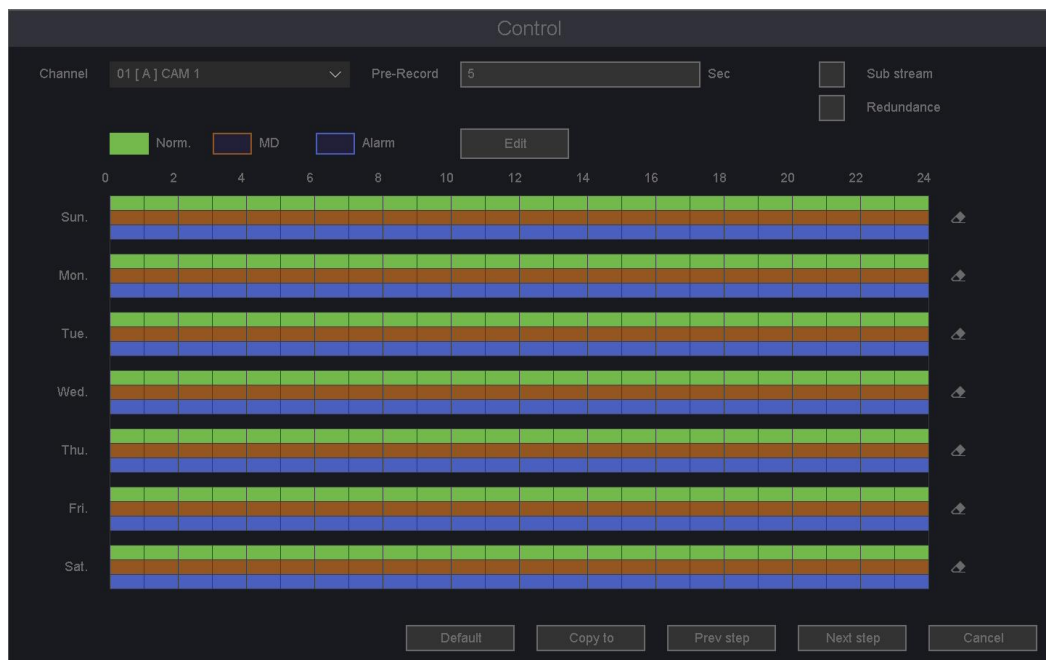 Control
Channel 01 [ A ] CAM 1 Pre-Record 5 Sec Sub stream
Redundance
Norm. MD Alarm Edit
0 2 4 6 8 10 12 14 16 18 20 22 24
Sun.
Mon.
Tue.
Wed.
Thu.
Fri.
Sat.
Default Copy to Prev step Next step Cancel